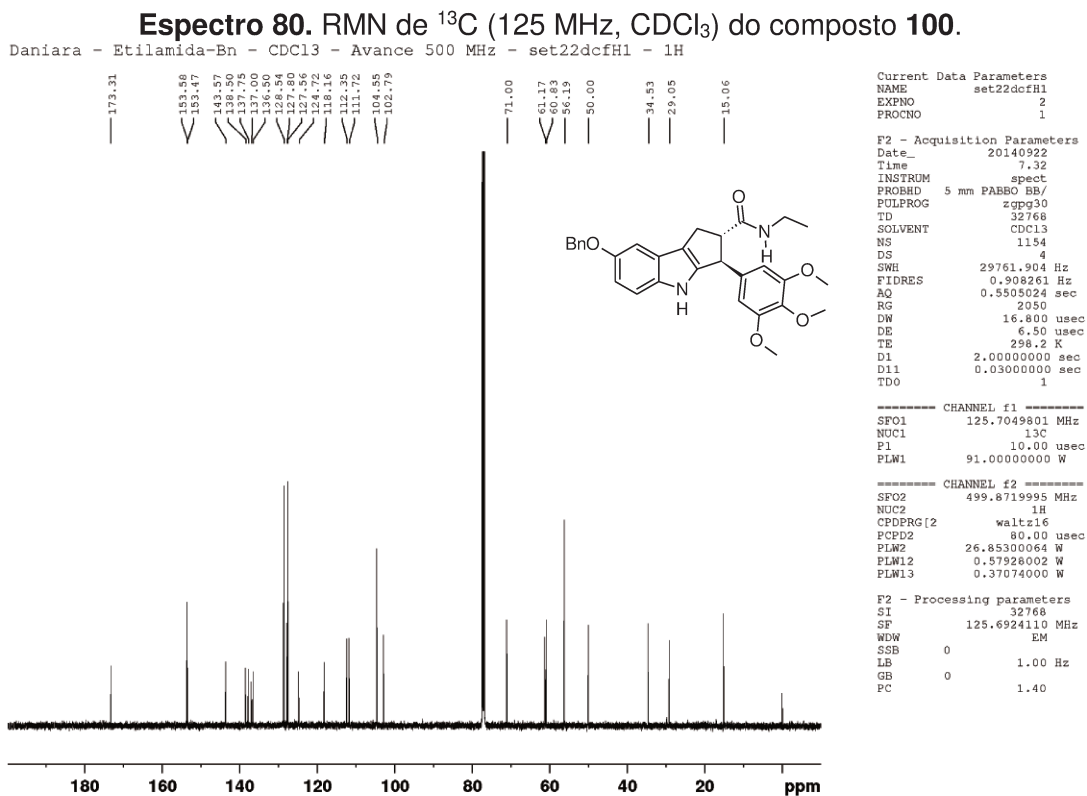 Espectro 80. RMN de ¹³C (125 MHz, CDCl₃) do composto 100.
Daniara - Etilamida-Bn - CDCl3 - Avance 500 MHz - set22dcfH1 - 1H
173.31
153.58
153.47
143.57
138.50
137.75
137.00
136.50
128.54
127.80
127.56
124.72
118.16
112.35
111.72
104.55
102.79
71.00
61.17
60.83
56.19
50.00
34.53
29.05
15.06
O
N
H
BnO
N
H
O
O
O
180 160 140 120 100 80 60 40 20 ppm
Current Data Parameters
NAME set22dcfH1
EXPNO 2
PROCNO 1
F2 - Acquisition Parameters
Date_ 20140922
Time 7.32
INSTRUM spect
PROBHD 5 mm PABBO BB/
PULPROG zgpg30
TD 32768
SOLVENT CDCl3
NS 1154
DS 4
SWH 29761.904 Hz
FIDRES 0.908261 Hz
AQ 0.5505024 sec
RG 2050
DW 16.800 usec
DE 6.50 usec
TE 298.2 K
D1 2.00000000 sec
D11 0.03000000 sec
TD0 1
======== CHANNEL f1 ========
SFO1 125.7049801 MHz
NUC1 13C
P1 10.00 usec
PLW1 91.00000000 W
======== CHANNEL f2 ========
SFO2 499.8719995 MHz
NUC2 1H
CPDPRG[2 waltz16
PCPD2 80.00 usec
PLW2 26.85300064 W
PLW12 0.57928002 W
PLW13 0.37074000 W
F2 - Processing parameters
SI 32768
SF 125.6924110 MHz
WDW EM
SSB 0
LB 1.00 Hz
GB 0
PC 1.40